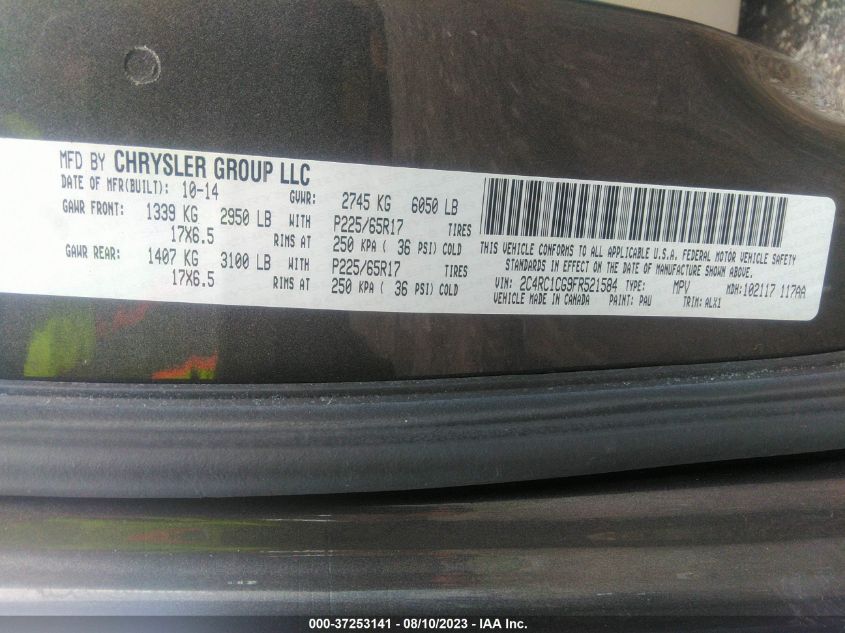 MFD BY CHRYSLER GROUP LLC
DATE OF MFR(BUILT): 10-14 GVWR: 2745 KG 6050 LB
GAWR FRONT: 1339 KG 2950 LB WITH P225/65R17 TIRES
17X6.5 RIMS AT 250 KPA ( 36 PSI) COLD
GAWR REAR: 1407 KG 3100 LB WITH P225/65R17 TIRES
17X6.5 RIMS AT 250 KPA ( 36 PSI) COLD
THIS VEHICLE CONFORMS TO ALL APPLICABLE U.S.A. FEDERAL MOTOR VEHICLE SAFETY
STANDARDS IN EFFECT ON THE DATE OF MANUFACTURE SHOWN ABOVE.
VIN: 2C4RC1CG9FR521584 TYPE: MPV MDH: 102117 117AA
VEHICLE MADE IN CANADA PAINT: PAU TRIM: ALX1
000-37253141 - 08/10/2023 - IAA Inc.